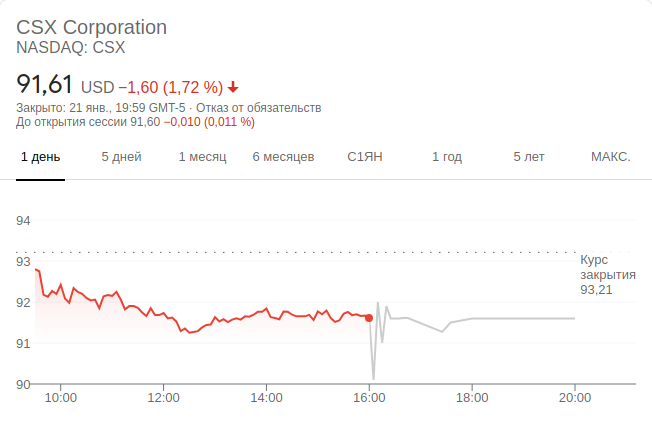 CSX Corporation
NASDAQ: CSX
91,61 USD −1,60 (1,72 %)
Закрыто: 21 янв., 19:59 GMT-5 · Отказ от обязательств
До открытия сессии 91,60 −0,010 (0,011 %)
1 день 5 дней 1 месяц 6 месяцев С1ЯН 1 год 5 лет МАКС.
94
93
92
91
90
Курс
закрытия
93,21
10:00 12:00 14:00 16:00 18:00 20:00